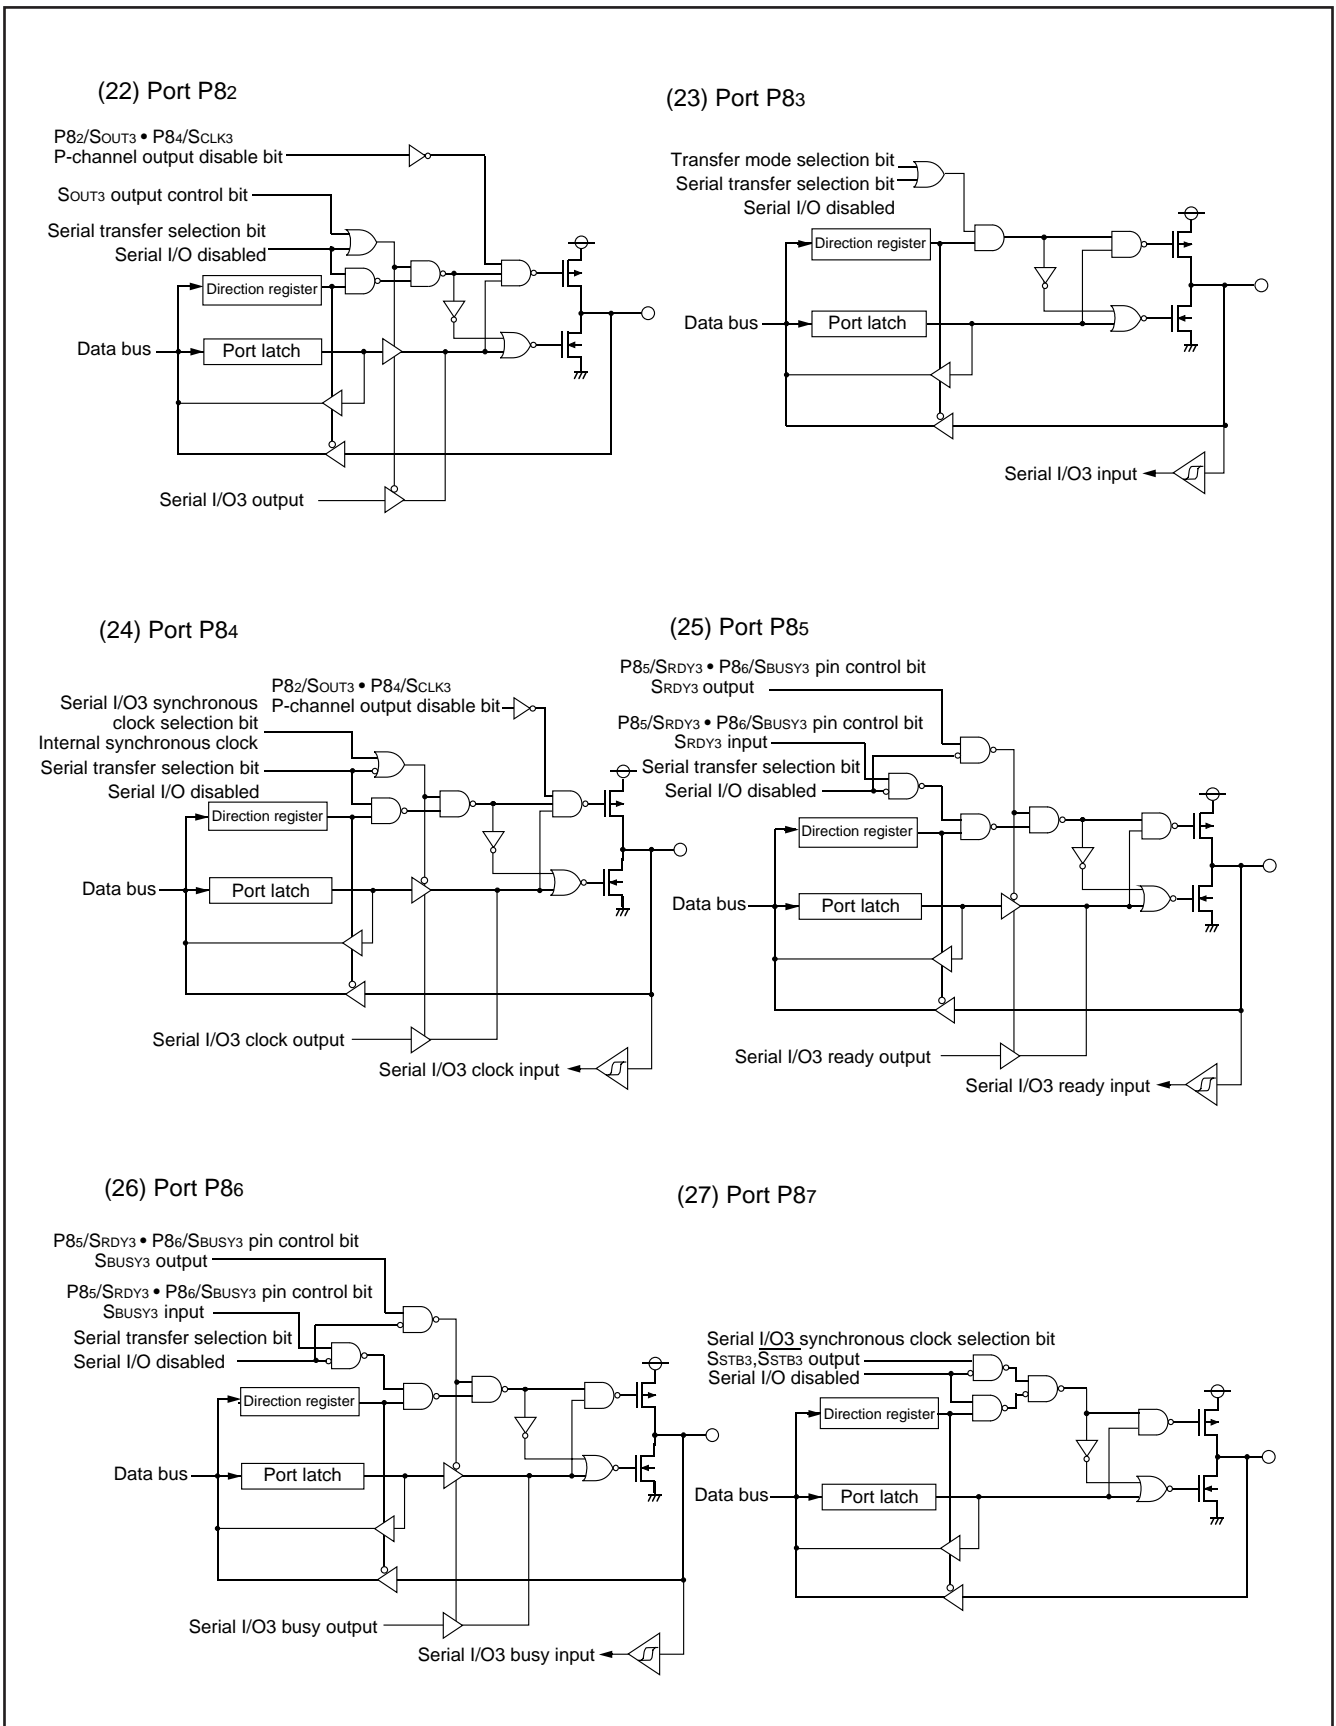 (22) Port P82
P82/SOUT3 • P84/SCLK3
P-channel output disable bit
SOUT3 output control bit
Serial transfer selection bit
Serial I/O disabled
Direction register
Data bus
Port latch
Serial I/O3 output
(23) Port P83
Transfer mode selection bit
Serial transfer selection bit
Serial I/O disabled
Direction register
Data bus
Port latch
Serial I/O3 input
(24) Port P84
P82/SOUT3 • P84/SCLK3
P-channel output disable bit
Serial I/O3 synchronous
clock selection bit
Internal synchronous clock
Serial transfer selection bit
Serial I/O disabled
Direction register
Data bus
Port latch
Serial I/O3 clock output
Serial I/O3 clock input
(25) Port P85
P85/SRDY3 • P86/SBUSY3 pin control bit
SRDY3 output
P85/SRDY3 • P86/SBUSY3 pin control bit
SRDY3 input
Serial transfer selection bit
Serial I/O disabled
Direction register
Data bus
Port latch
Serial I/O3 ready output
Serial I/O3 ready input
(26) Port P86
P85/SRDY3 • P86/SBUSY3 pin control bit
SBUSY3 output
P85/SRDY3 • P86/SBUSY3 pin control bit
SBUSY3 input
Serial transfer selection bit
Serial I/O disabled
Direction register
Data bus
Port latch
Serial I/O3 busy output
Serial I/O3 busy input
(27) Port P87
Serial I/O3 synchronous clock selection bit
SSTB3,S̅S̅T̅B̅3̅ output
Serial I/O disabled
Direction register
Data bus
Port latch